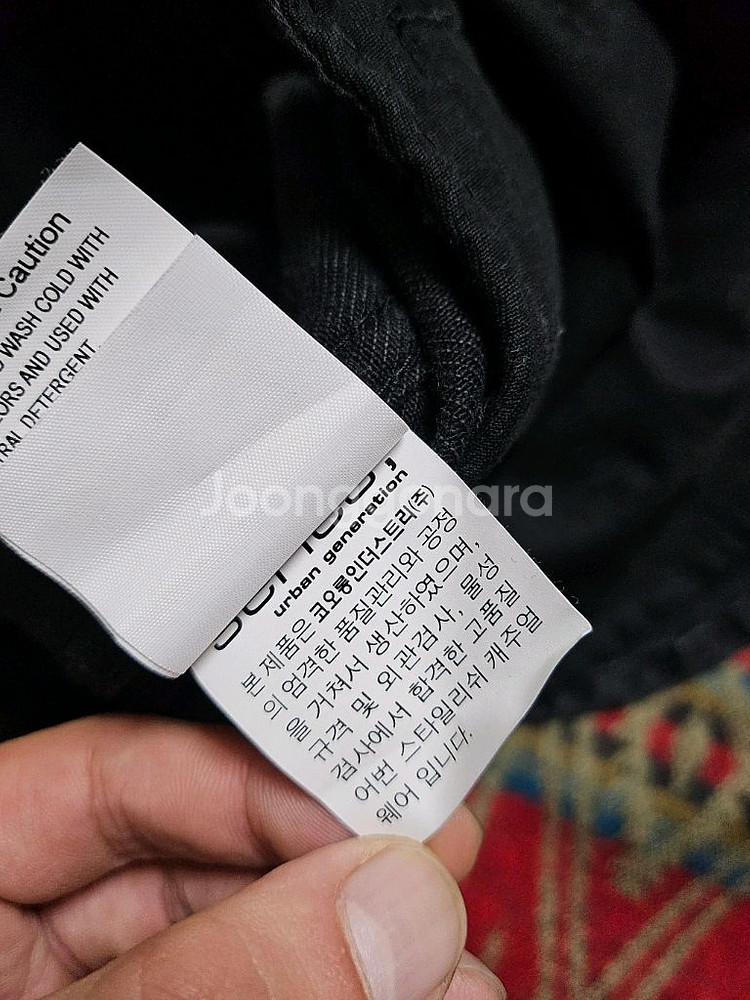 Caution
WASH COLD WITH
ORS AND USED WITH
RAL DETERGENT.
Joonggonara
urban generation,
본 제품은 코오롱인더스트리(주)
의 엄격한 품질관리와 공정
을 거쳐서 생산하였으며,
규격 및 외관검사, 물성
검사에서 합격한 고품질
어번 스타일리쉬 캐주얼
웨어 입니다.